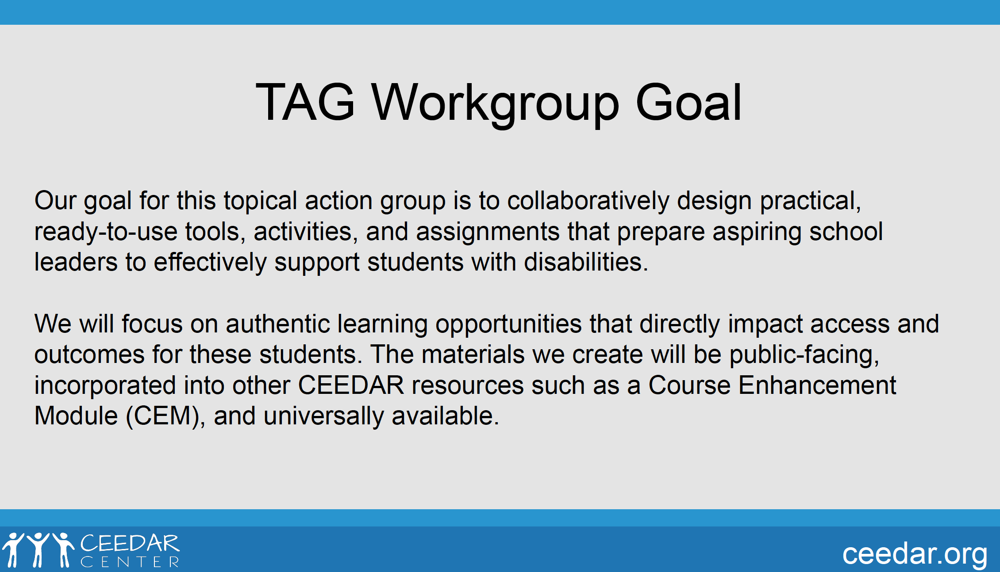 TAG Workgroup Goal
Our goal for this topical action group is to collaboratively design practical,
ready-to-use tools, activities, and assignments that prepare aspiring school
leaders to effectively support students with disabilities.
We will focus on authentic learning opportunities that directly impact access and
outcomes for these students. The materials we create will be public-facing,
incorporated into other CEEDAR resources such as a Course Enhancement
Module (CEM), and universally available.
CEEDAR
CENTER
ceedar.org